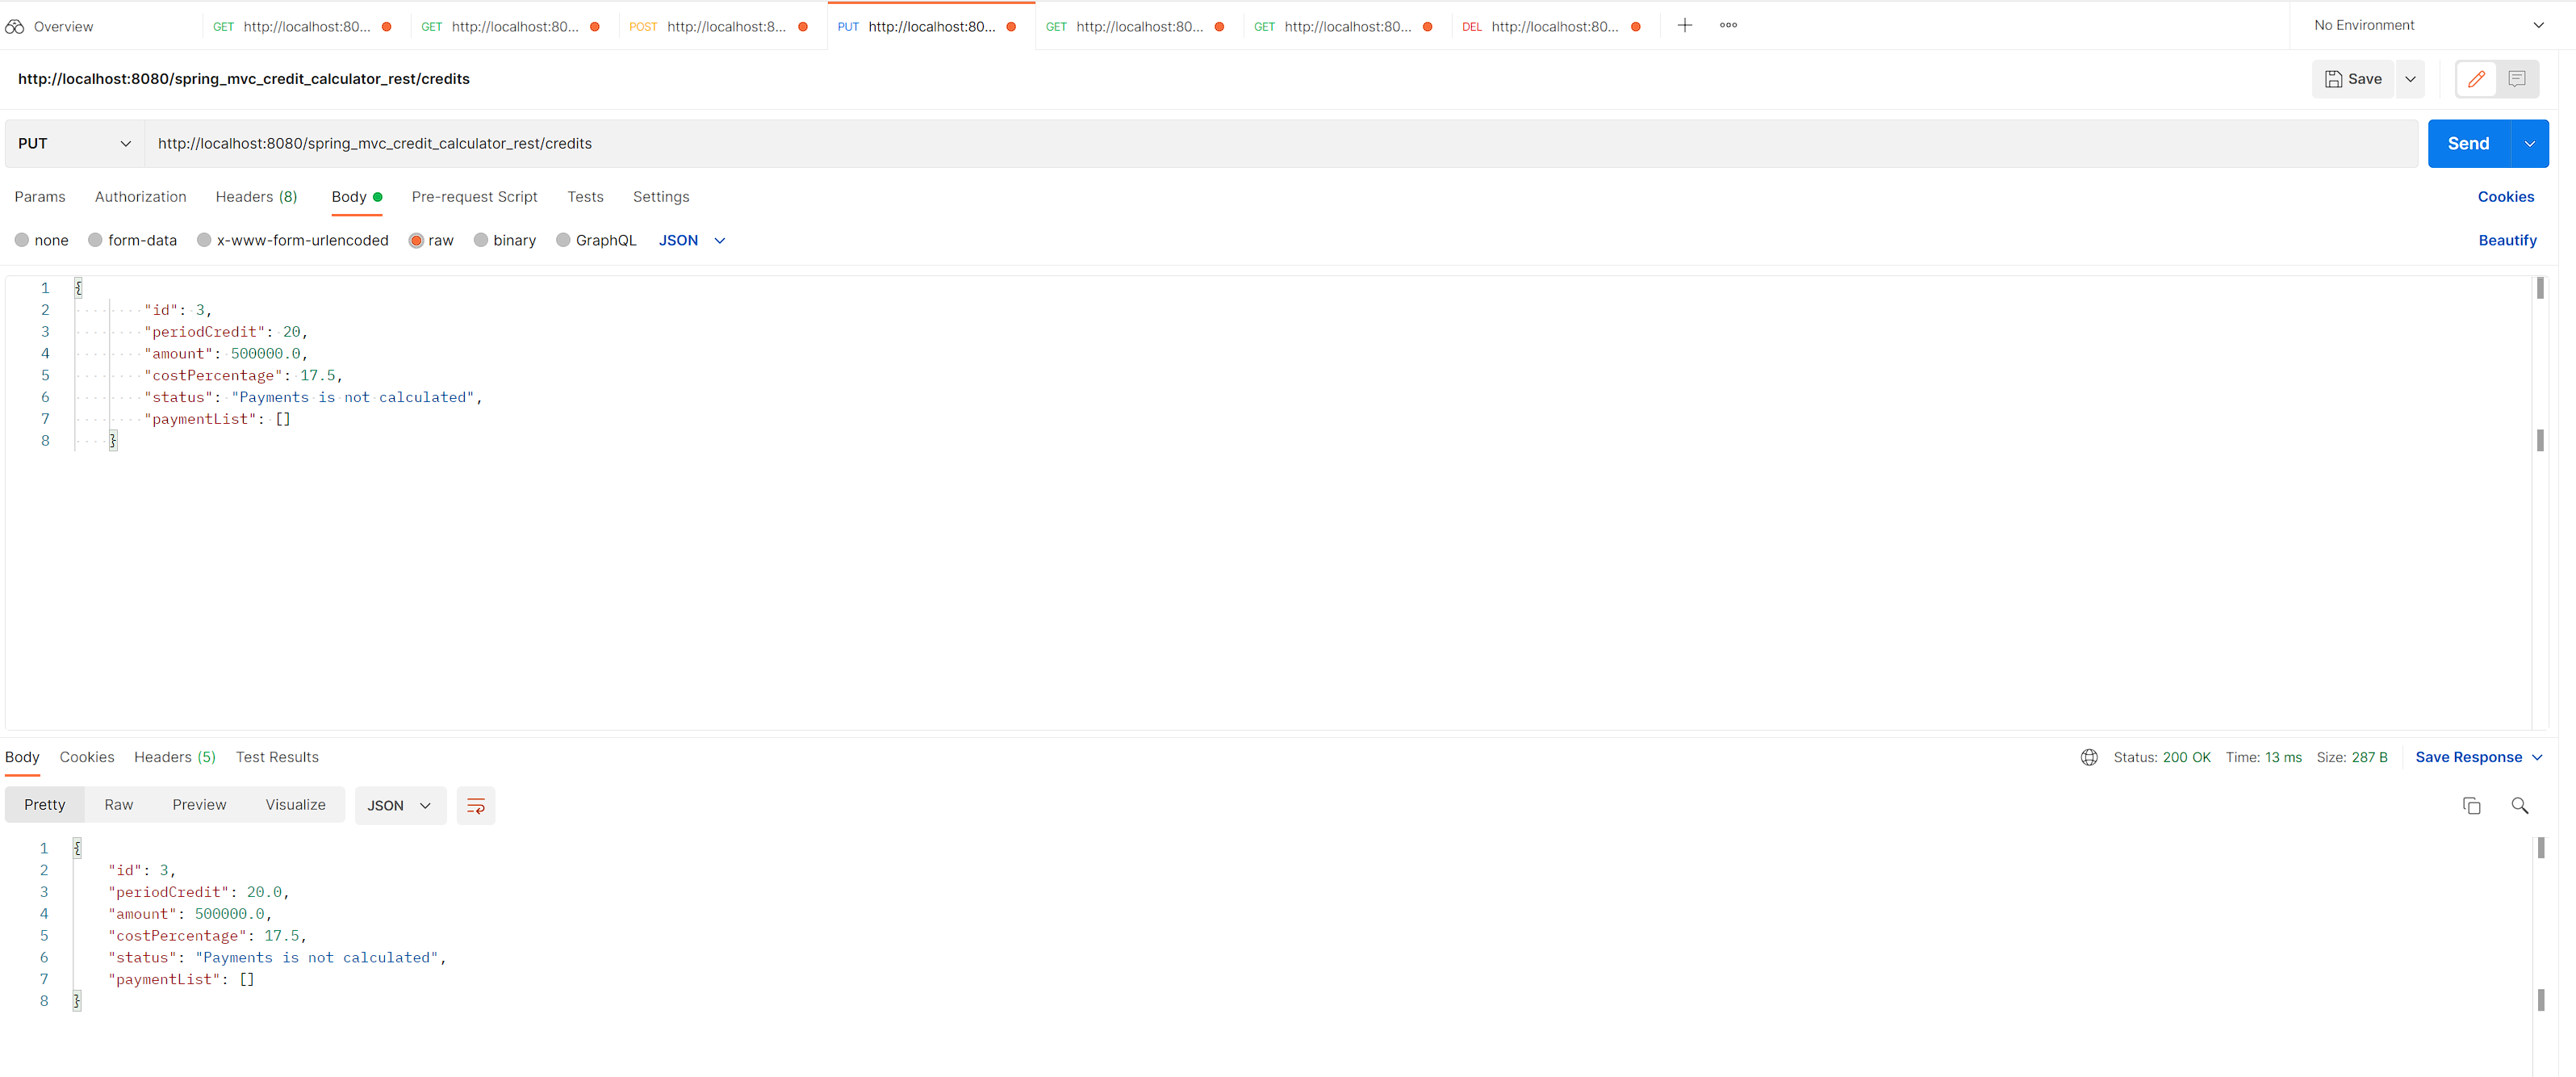 Overview GET http://localhost:80... GET http://localhost:80... POST http://localhost:8... PUT http://localhost:80... GET http://localhost:80... GET http://localhost:80... DEL http://localhost:80... No Environment
http://localhost:8080/spring_mvc_credit_calculator_rest/credits Save
PUT http://localhost:8080/spring_mvc_credit_calculator_rest/credits Send
Params Authorization Headers (8) Body Pre-request Script Tests Settings Cookies
none form-data x-www-form-urlencoded raw binary GraphQL JSON Beautify
1 {
2 "id": 3,
3 "periodCredit": 20,
4 "amount": 500000.0,
5 "costPercentage": 17.5,
6 "status": "Payments is not calculated",
7 "paymentList": []
8 }
Body Cookies Headers (5) Test Results Status: 200 OK Time: 13 ms Size: 287 B Save Response
Pretty Raw Preview Visualize JSON
1 {
2 "id": 3,
3 "periodCredit": 20.0,
4 "amount": 500000.0,
5 "costPercentage": 17.5,
6 "status": "Payments is not calculated",
7 "paymentList": []
8 }